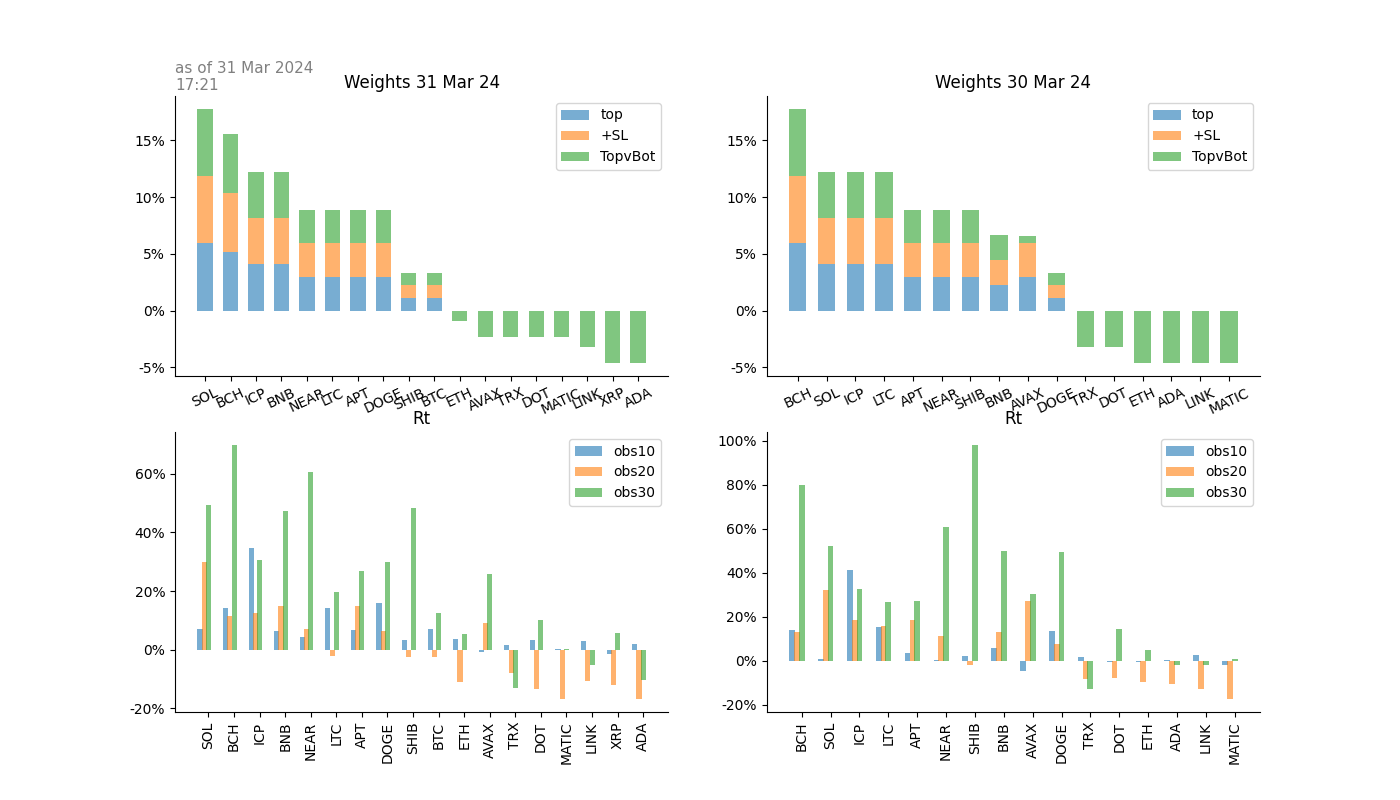 as of 31 Mar 2024
17:21
Weights 31 Mar 24
15%
10%
5%
0%
-5%
top
+SL
TopvBot
SOL BCH ICP BNB NEAR LTC APT DOGE SHIB BTC ETH AVAX TRX DOT MATIC LINK XRP ADA
Weights 30 Mar 24
15%
10%
5%
0%
-5%
top
+SL
TopvBot
BCH SOL ICP LTC APT NEAR SHIB BNB AVAX DOGE TRX DOT ETH ADA LINK MATIC
Rt
60%
40%
20%
0%
-20%
obs10
obs20
obs30
SOL BCH ICP BNB NEAR LTC APT DOGE SHIB BTC ETH AVAX TRX DOT MATIC LINK XRP ADA
Rt
100%
80%
60%
40%
20%
0%
-20%
obs10
obs20
obs30
BCH SOL ICP LTC APT NEAR SHIB BNB AVAX DOGE TRX DOT ETH ADA LINK MATIC